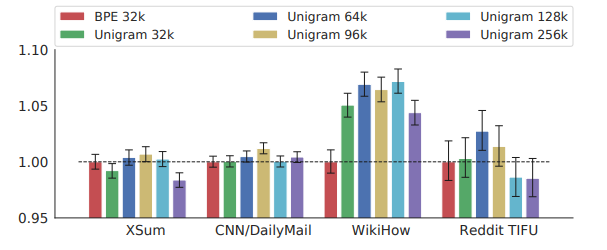 BPE 32k Unigram 64k Unigram 128k
Unigram 32k Unigram 96k Unigram 256k
1.10
1.05
1.00
0.95
XSum CNN/DailyMail WikiHow Reddit TIFU